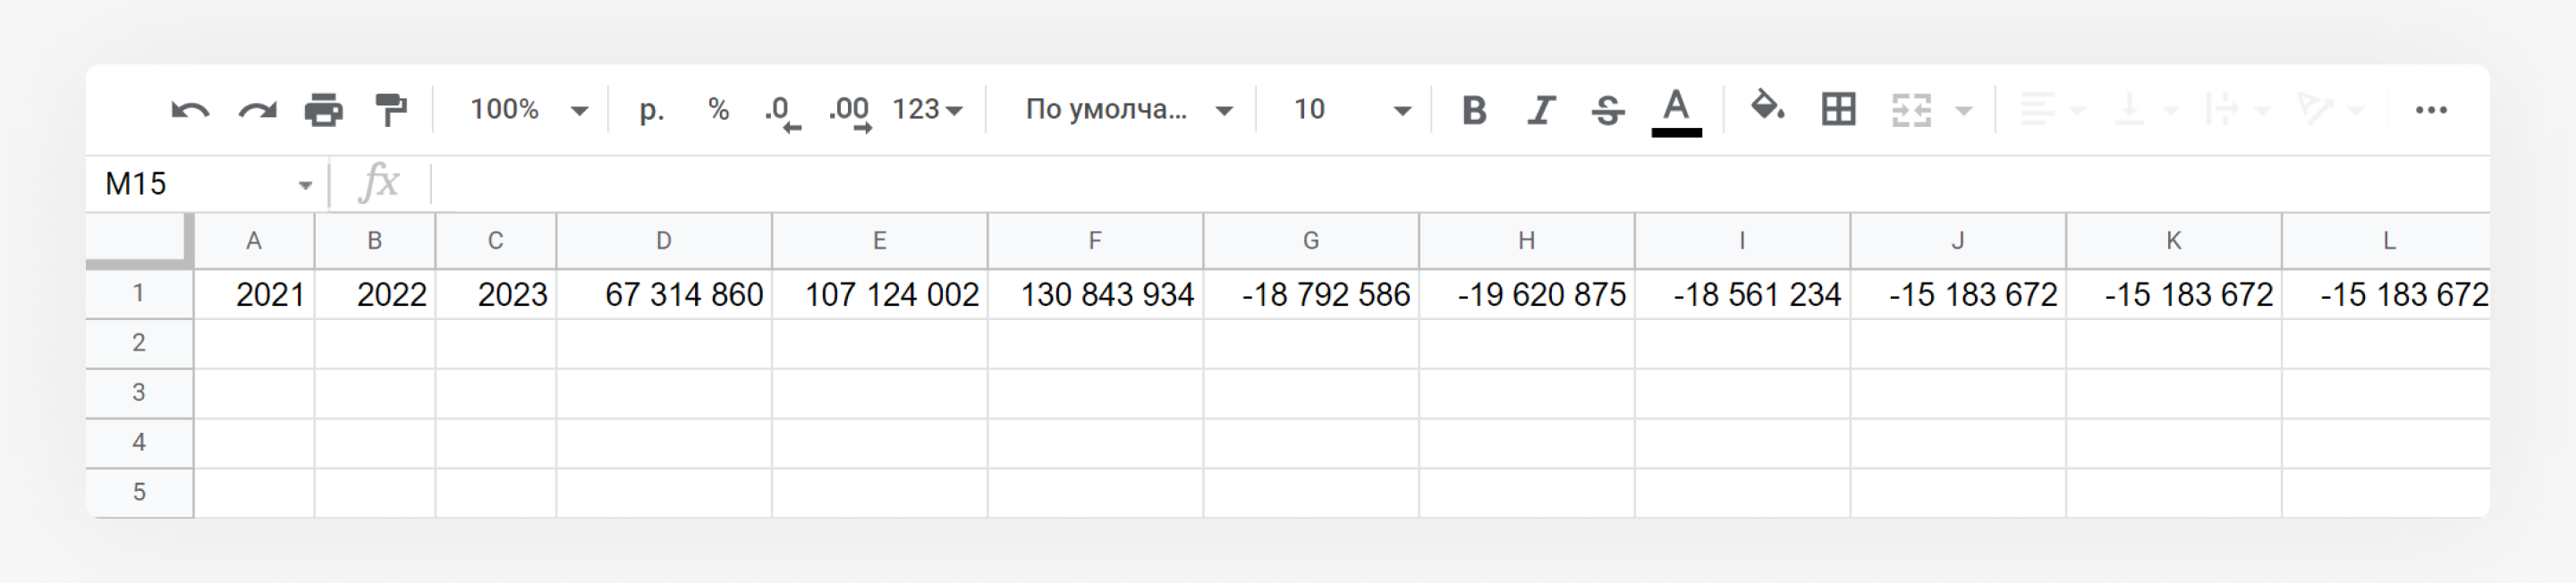 100% р. % .0 .00 123 По умолча... 10 B I S A
M15 fx
A B C D E F G H I J K L
1 2021 2022 2023 67 314 860 107 124 002 130 843 934 -18 792 586 -19 620 875 -18 561 234 -15 183 672 -15 183 672 -15 183 672
2
3
4
5